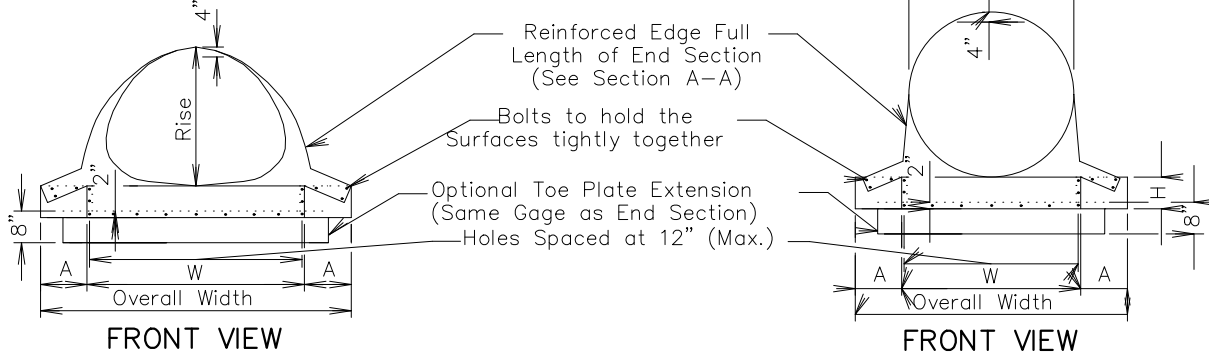 4"
4"
Reinforced Edge Full
Length of End Section
(See Section A-A)
Rise
Bolts to hold the
Surfaces tightly together
2"
2"
H
Optional Toe Plate Extension
(Same Gage as End Section)
8"
8"
Holes Spaced at 12" (Max.)
A
W
A
A
W
A
Overall Width
Overall Width
FRONT VIEW
FRONT VIEW